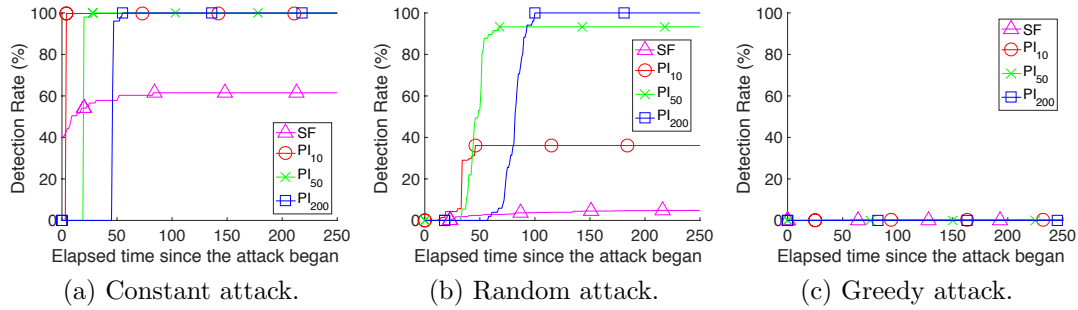 Detection Rate (%)
100
80
60
40
20
0
0 50 100 150 200 250
Elapsed time since the attack began
SF
PI10
PI50
PI200
(a) Constant attack.
Detection Rate (%)
100
80
60
40
20
0
0 50 100 150 200 250
Elapsed time since the attack began
SF
PI10
PI50
PI200
(b) Random attack.
Detection Rate (%)
100
80
60
40
20
0
0 50 100 150 200 250
Elapsed time since the attack began
SF
PI10
PI50
PI200
(c) Greedy attack.